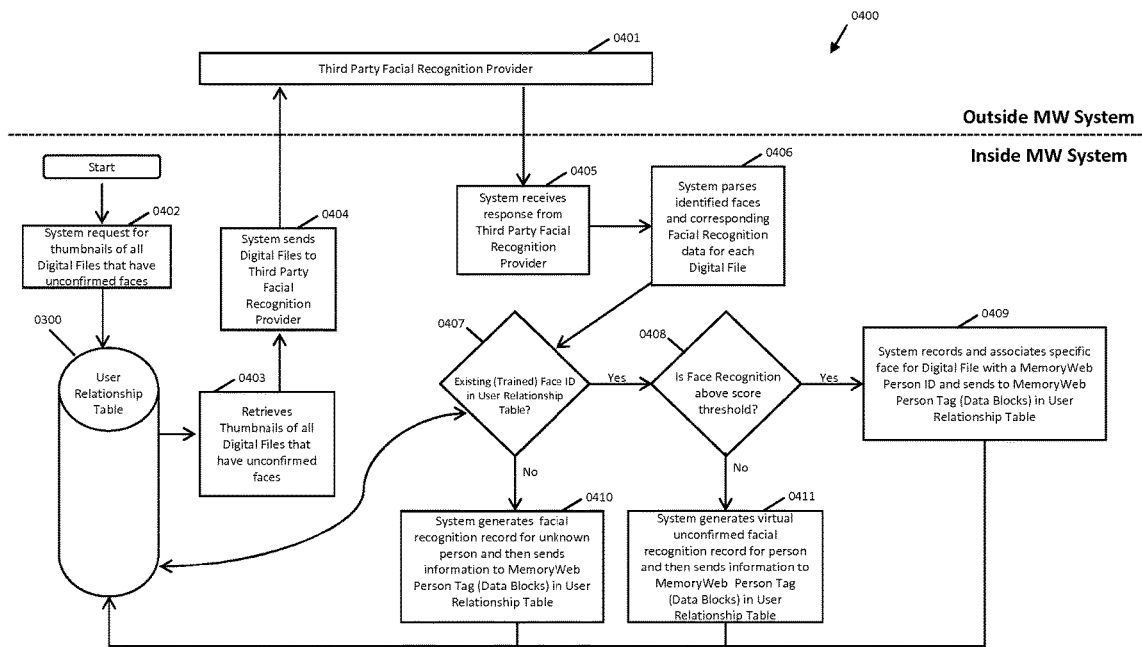 0400
0401
Third Party Facial Recognition Provider
Outside MW System
Inside MW System
Start
0402
System request for
thumbnails of all
Digital Files that have
unconfirmed faces
0300
User
Relationship
Table
0403
Retrieves
Thumbnails of all
Digital Files that
have unconfirmed
faces
0404
System sends
Digital Files to
Third Party
Facial
Recognition
Provider
0405
System receives
response from
Third Party Facial
Recognition
Provider
0406
System parses
identified faces
and corresponding
Facial Recognition
data for each
Digital File
0407
Existing (Trained) Face ID
in User Relationship
Table?
Yes
No
0408
Is Face Recognition
above score
threshold?
Yes
No
0409
System records and associates specific
face for Digital File with a MemoryWeb
Person ID and sends to MemoryWeb
Person Tag (Data Blocks) in User
Relationship Table
0410
System generates facial
recognition record for unknown
person and then sends
information to MemoryWeb
Person Tag (Data Blocks) in User
Relationship Table
0411
System generates virtual
unconfirmed facial
recognition record for person
and then sends information to
MemoryWeb Person Tag
(Data Blocks) in User
Relationship Table